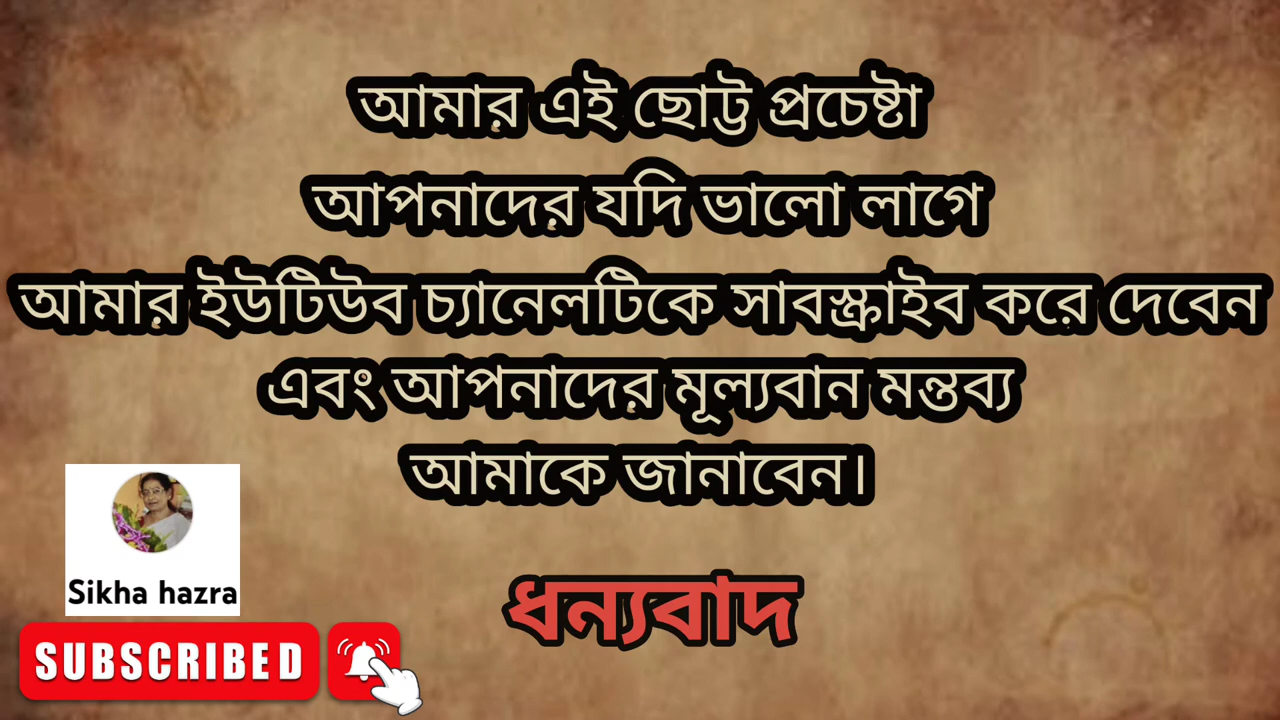 আমার এই ছোট্ট প্রচেষ্টা
আপনাদের যদি ভালো লাগে
আমার ইউটিউব চ্যানেলটিকে সাবস্ক্রাইব করে দেবেন
এবং আপনাদের মূল্যবান মন্তব্য
আমাকে জানাবেন।
ধন্যবাদ
Sikha hazra
SUBSCRIBED